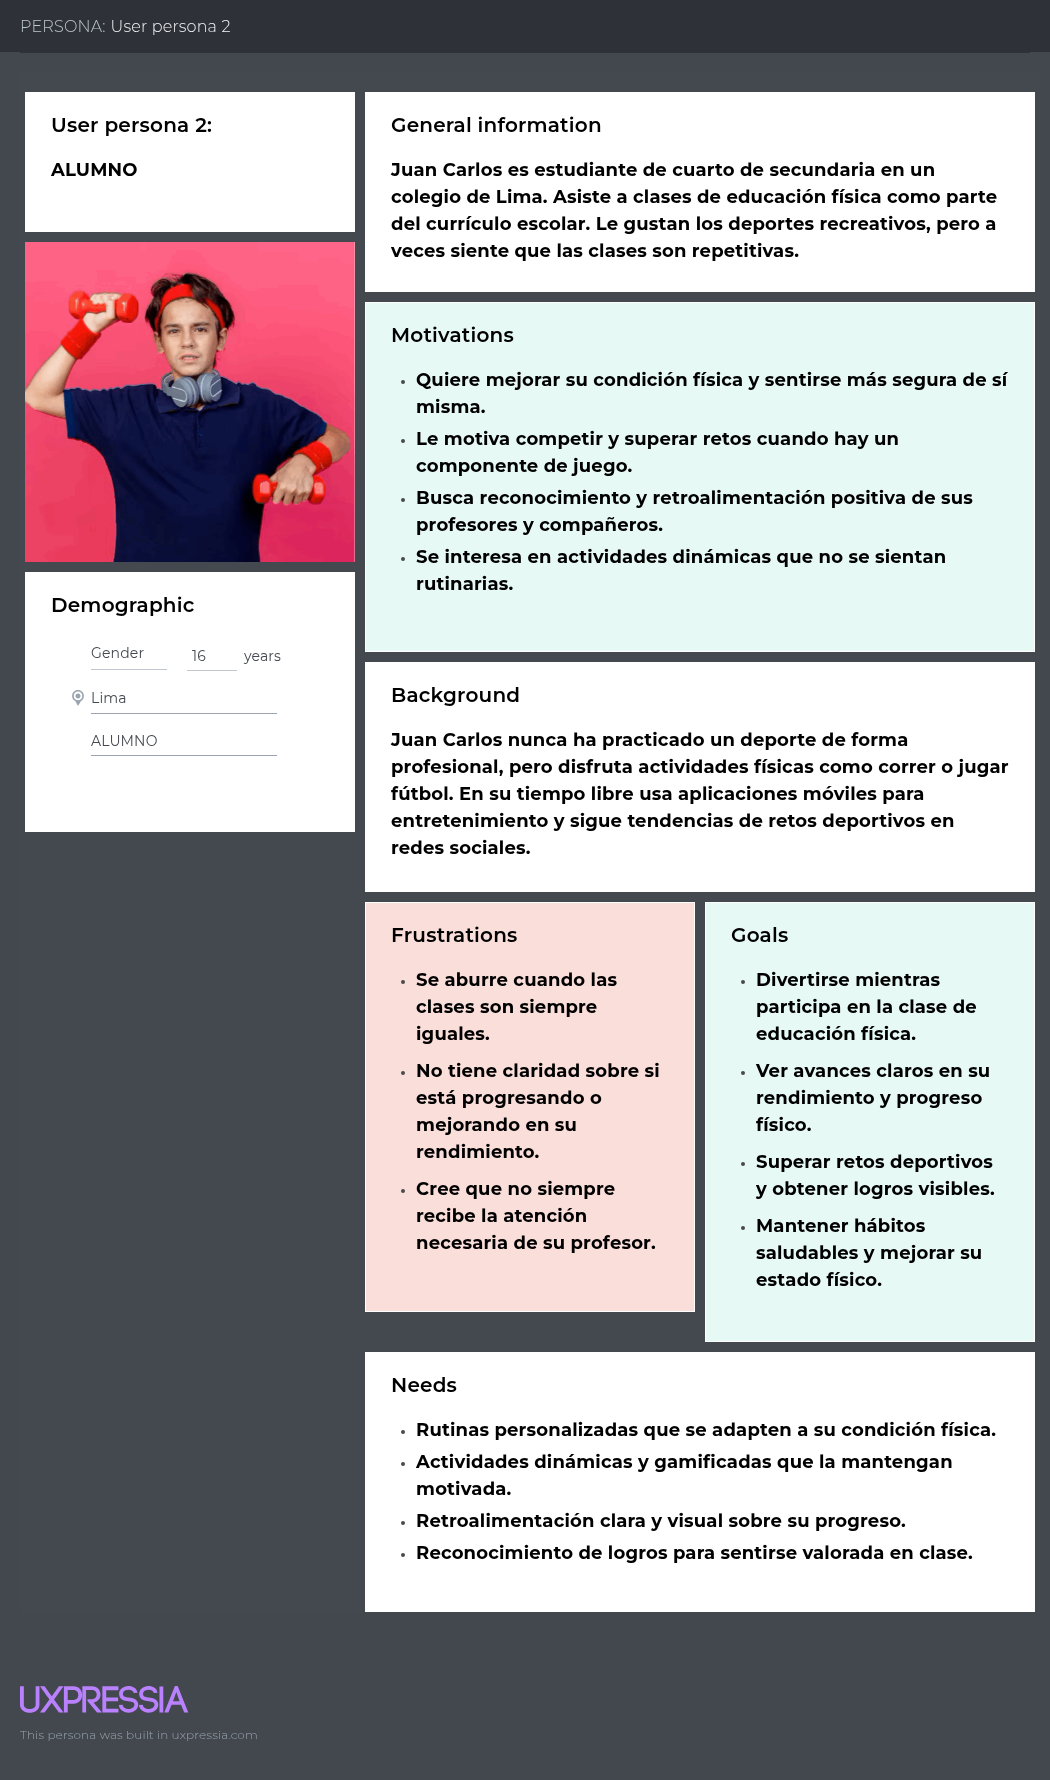 PERSONA: User persona 2
User persona 2:
ALUMNO
General information
Juan Carlos es estudiante de cuarto de secundaria en un
colegio de Lima. Asiste a clases de educación física como parte
del currículo escolar. Le gustan los deportes recreativos, pero a
veces siente que las clases son repetitivas.
Motivations
• Quiere mejorar su condición física y sentirse más segura de sí
misma.
• Le motiva competir y superar retos cuando hay un
componente de juego.
• Busca reconocimiento y retroalimentación positiva de sus
profesores y compañeros.
• Se interesa en actividades dinámicas que no se sientan
rutinarias.
Demographic
Gender 16 years
Lima
ALUMNO
Background
Juan Carlos nunca ha practicado un deporte de forma
profesional, pero disfruta actividades físicas como correr o jugar
fútbol. En su tiempo libre usa aplicaciones móviles para
entretenimiento y sigue tendencias de retos deportivos en
redes sociales.
Frustrations
• Se aburre cuando las
clases son siempre
iguales.
• No tiene claridad sobre si
está progresando o
mejorando en su
rendimiento.
• Cree que no siempre
recibe la atención
necesaria de su profesor.
Goals
• Divertirse mientras
participa en la clase de
educación física.
• Ver avances claros en su
rendimiento y progreso
físico.
• Superar retos deportivos
y obtener logros visibles.
• Mantener hábitos
saludables y mejorar su
estado físico.
Needs
• Rutinas personalizadas que se adapten a su condición física.
• Actividades dinámicas y gamificadas que la mantengan
motivada.
• Retroalimentación clara y visual sobre su progreso.
• Reconocimiento de logros para sentirse valorada en clase.
UXPRESSIA
This persona was built in uxpressia.com